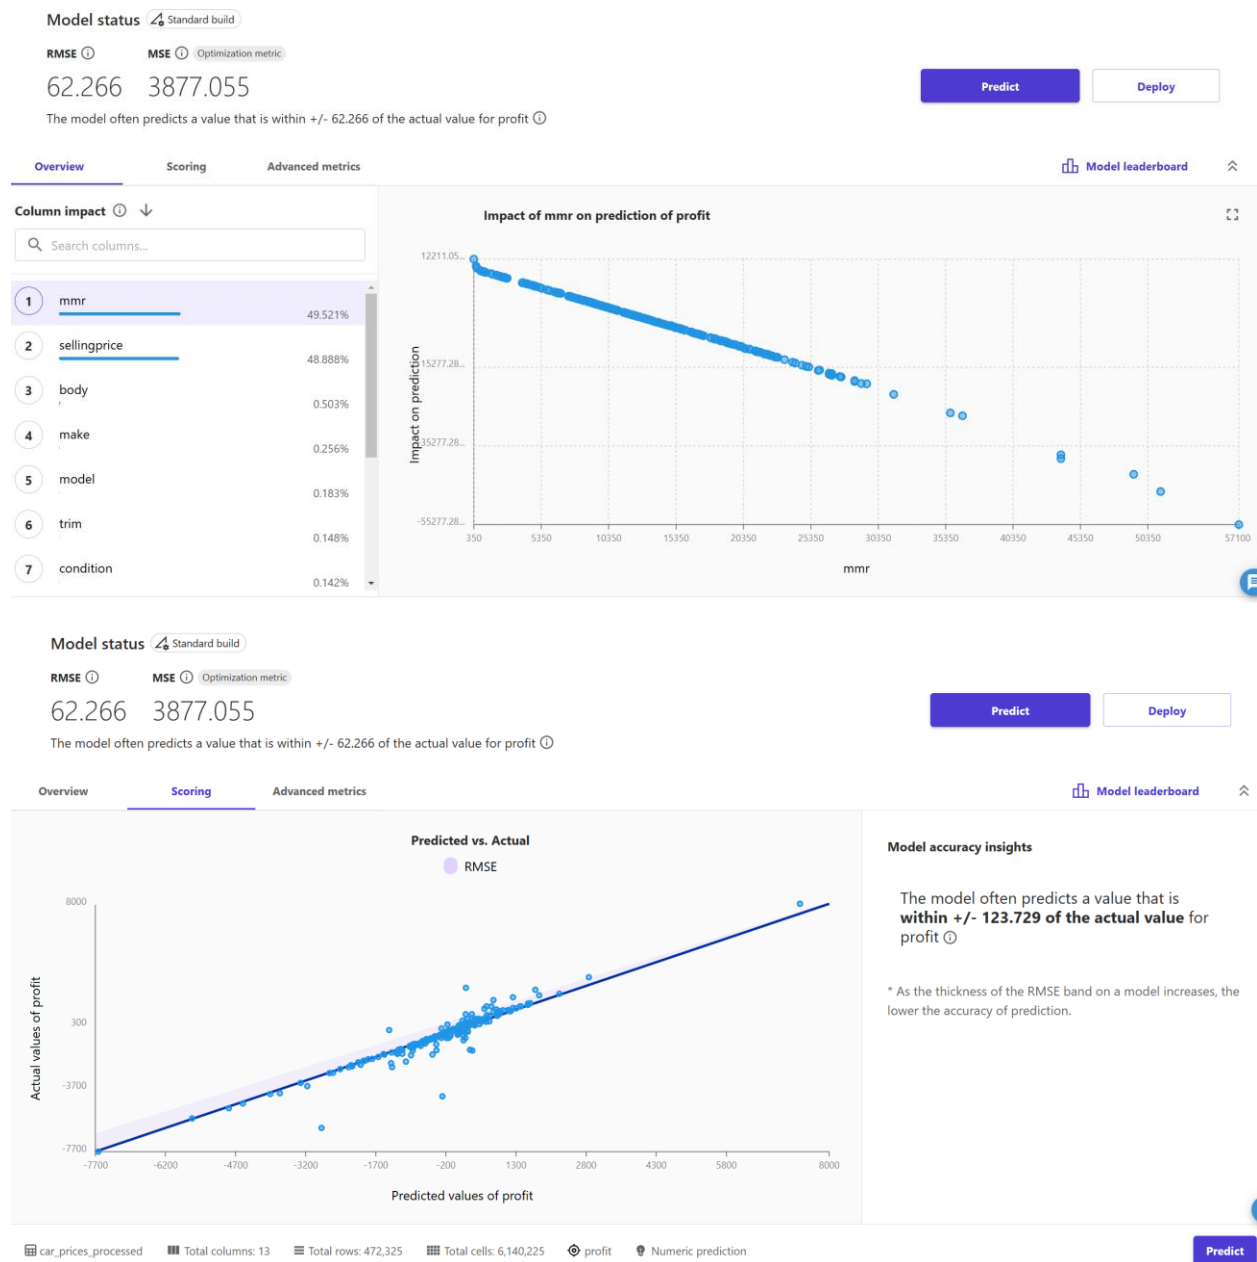 Model status Standard build
RMSE MSE Optimization metric
62.266 3877.055
Predict Deploy
The model often predicts a value that is within +/- 62.266 of the actual value for profit
Overview Scoring Advanced metrics
Model leaderboard
Column impact
Search columns...
1 mmr
49.521%
2 sellingprice
48.888%
3 body
0.503%
4 make
0.256%
5 model
0.183%
6 trim
0.148%
7 condition
0.142%
Impact of mmr on prediction of profit
12211.05...
-15277.28...
-35277.28...
-55277.28...
Impact on prediction
350 5350 10350 15350 20350 25350 30350 35350 40350 45350 50350 57100
mmr
Model status Standard build
RMSE MSE Optimization metric
62.266 3877.055
Predict Deploy
The model often predicts a value that is within +/- 62.266 of the actual value for profit
Overview Scoring Advanced metrics
Model leaderboard
Predicted vs. Actual
RMSE
8000
300
-3700
-7700
Actual values of profit
-7700 -6200 -4700 -3200 -1700 -200 1300 2800 4300 5800 8000
Predicted values of profit
Model accuracy insights
The model often predicts a value that is
within +/- 123.729 of the actual value for
profit
* As the thickness of the RMSE band on a model increases, the
lower the accuracy of prediction.
car_prices_processed Total columns: 13 Total rows: 472,325 Total cells: 6,140,225 profit Numeric prediction
Predict